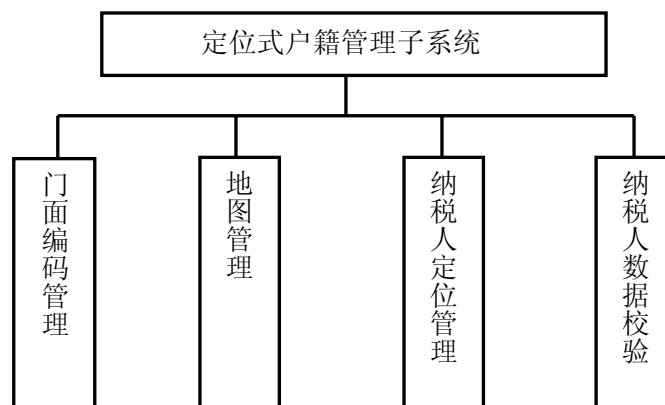 定位式户籍管理子系统
门面编码管理
地图管理
纳税人定位管理
纳税人数据校验